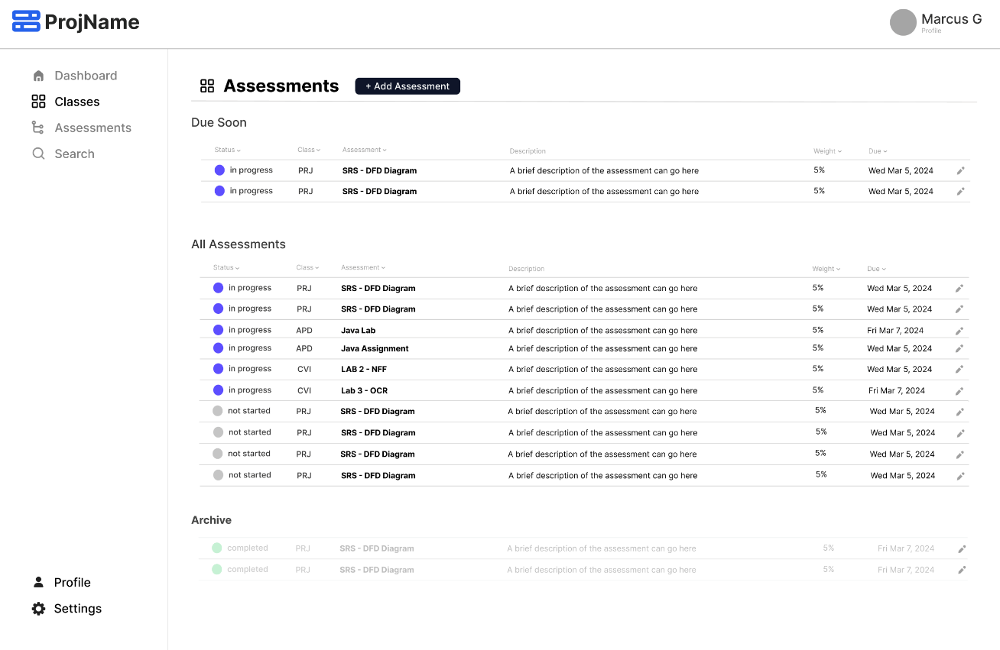 ProjName
Marcus G
Profile
Dashboard
Classes
Assessments
Search
Profile
Settings
Assessments + Add Assessment
Due Soon
Status Class Assessment Description Weight Due
in progress PRJ SRS - DFD Diagram A brief description of the assessment can go here 5% Wed Mar 5, 2024
in progress PRJ SRS - DFD Diagram A brief description of the assessment can go here 5% Wed Mar 5, 2024
All Assessments
Status Class Assessment Description Weight Due
in progress PRJ SRS - DFD Diagram A brief description of the assessment can go here 5% Wed Mar 5, 2024
in progress PRJ SRS - DFD Diagram A brief description of the assessment can go here 5% Wed Mar 5, 2024
in progress APD Java Lab A brief description of the assessment can go here 5% Fri Mar 7, 2024
in progress APD Java Assignment A brief description of the assessment can go here 5% Wed Mar 5, 2024
in progress CVI LAB 2 - NFF A brief description of the assessment can go here 5% Wed Mar 5, 2024
in progress CVI Lab 3 - OCR A brief description of the assessment can go here 5% Fri Mar 7, 2024
not started PRJ SRS - DFD Diagram A brief description of the assessment can go here 5% Wed Mar 5, 2024
not started PRJ SRS - DFD Diagram A brief description of the assessment can go here 5% Wed Mar 5, 2024
not started PRJ SRS - DFD Diagram A brief description of the assessment can go here 5% Wed Mar 5, 2024
not started PRJ SRS - DFD Diagram A brief description of the assessment can go here 5% Wed Mar 5, 2024
Archive
completed PRJ SRS - DFD Diagram A brief description of the assessment can go here 5% Fri Mar 7, 2024
completed PRJ SRS - DFD Diagram A brief description of the assessment can go here 5% Fri Mar 7, 2024